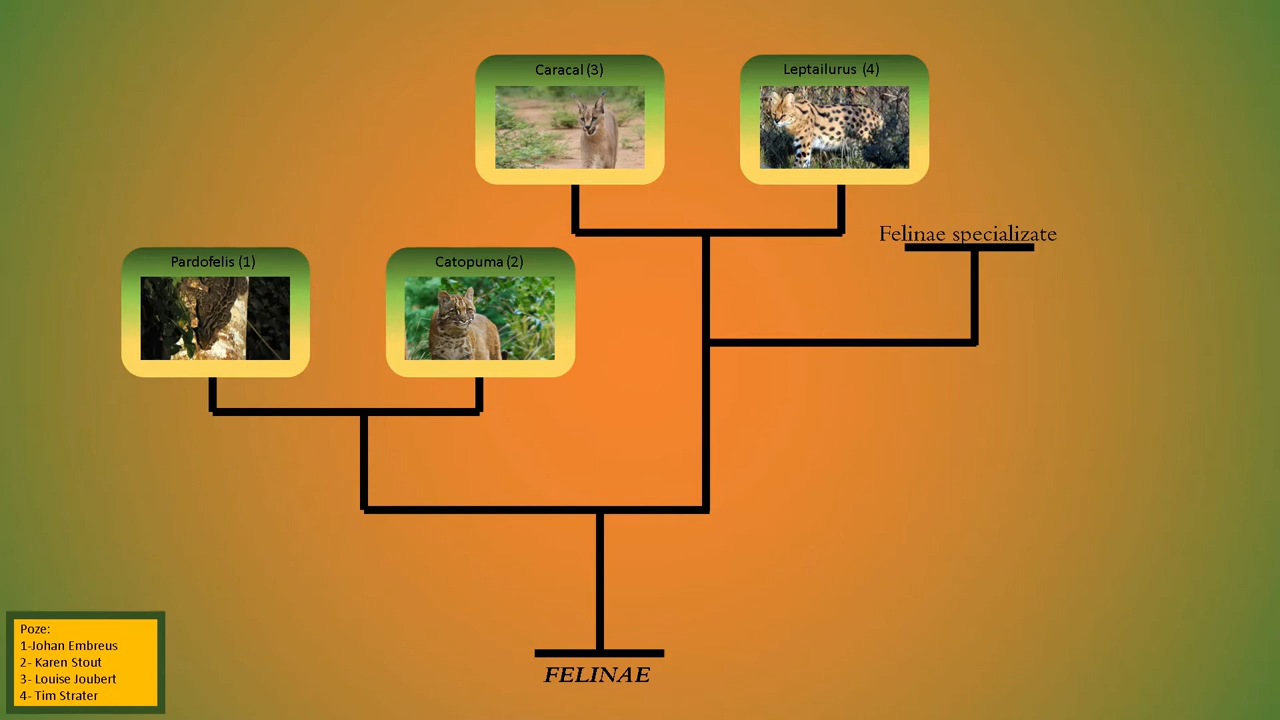 Caracal (3)
Leptailurus (4)
Felinae specializate
Pardofelis (1)
Catopuma (2)
Poze:
1-Johan Embreus
2- Karen Stout
3- Louise Joubert
4- Tim Strater
FELINAE